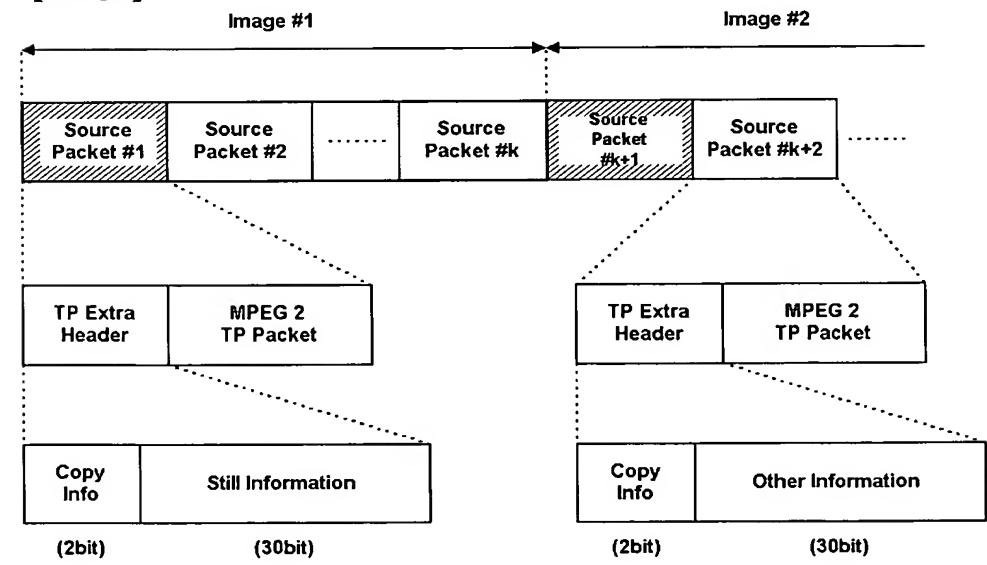 Image #1
Image #2
Source
Packet #1
Source
Packet #2
Source
Packet #k
Source
Packet
#k+1
Source
Packet #k+2
TP Extra
Header
MPEG 2
TP Packet
TP Extra
Header
MPEG 2
TP Packet
Copy
Info
Still Information
Copy
Info
Other Information
(2bit)
(30bit)
(2bit)
(30bit)